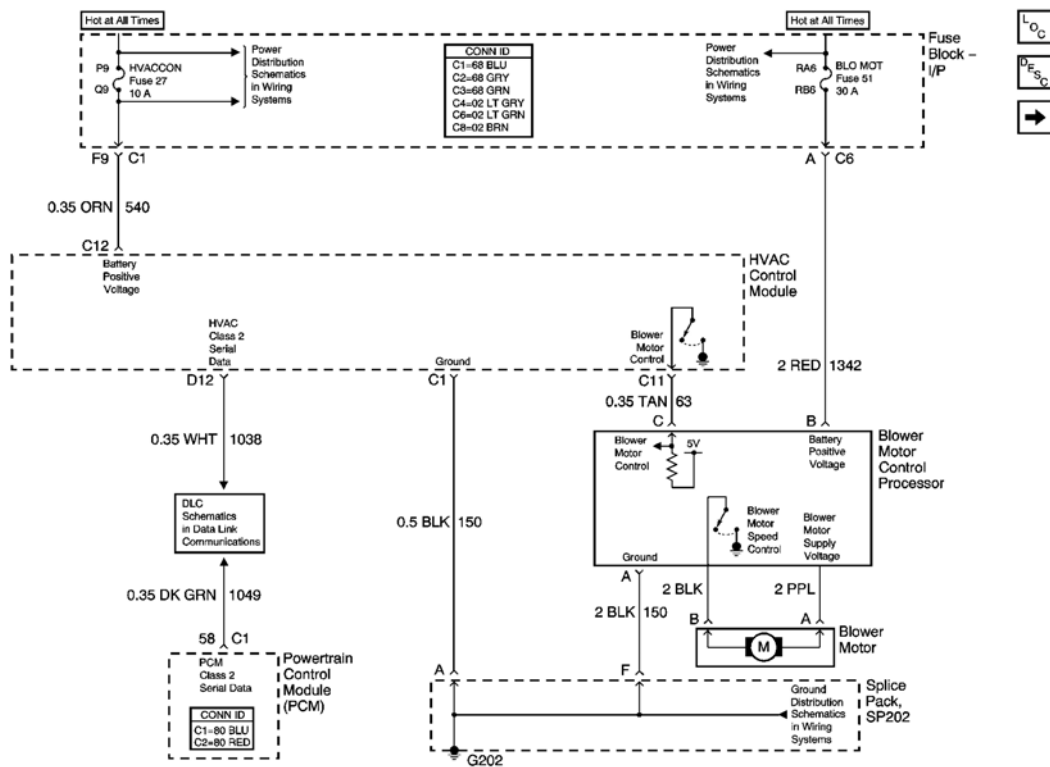 Hot at All Times
Hot at All Times
LOC
DESC
Fuse
Block –
I/P
P9
HVACCON
Fuse 27
Q9
10 A
Power
Distribution
Schematics
in Wiring
Systems
CONN ID
C1=68 BLU
C2=68 GRY
C3=68 GRN
C4=02 LT GRY
C6=02 LT GRN
C8=02 BRN
Power
Distribution
Schematics
in Wiring
Systems
RA6
BLO MOT
Fuse 51
RB6
30 A
F9 C1
A C6
0.35 ORN 540
C12
Battery
Positive
Voltage
HVAC
Control
Module
HVAC
Class 2
Serial
Data
Ground
Blower
Motor
Control
2 RED 1342
D12
C1
C11
0.35 TAN 63
C
B
0.35 WHT 1038
Blower
Motor
Control
5V
Battery
Positive
Voltage
Blower
Motor
Control
Processor
DLC
Schematics
in Data Link
Communications
0.5 BLK 150
Blower
Motor
Speed
Control
Blower
Motor
Supply
Voltage
Ground
A
0.35 DK GRN 1049
2 BLK 150
2 BLK
2 PPL
B
A
M
Blower
Motor
58 C1
PCM
Class 2
Serial Data
Powertrain
Control
Module
(PCM)
CONN ID
C1=80 BLU
C2=80 RED
A
F
Ground
Distribution
Schematics
in Wiring
Systems
Splice
Pack,
SP202
G202